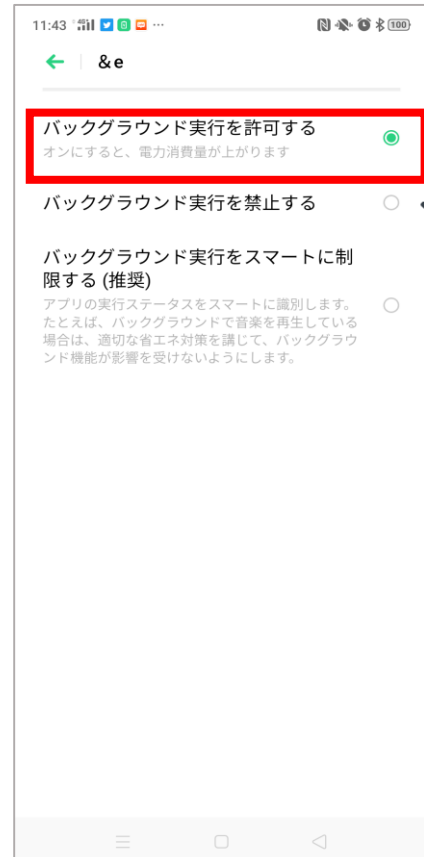 11:43
100
&e
バックグラウンド実行を許可する
オンにすると、電力消費量が上がります
バックグラウンド実行を禁止する
バックグラウンド実行をスマートに制
限する (推奨)
アプリの実行ステータスをスマートに識別します。
たとえば、バックグラウンドで音楽を再生している
場合は、適切な省エネ対策を講じて、バックグラウ
ンド機能が影響を受けないようにします。